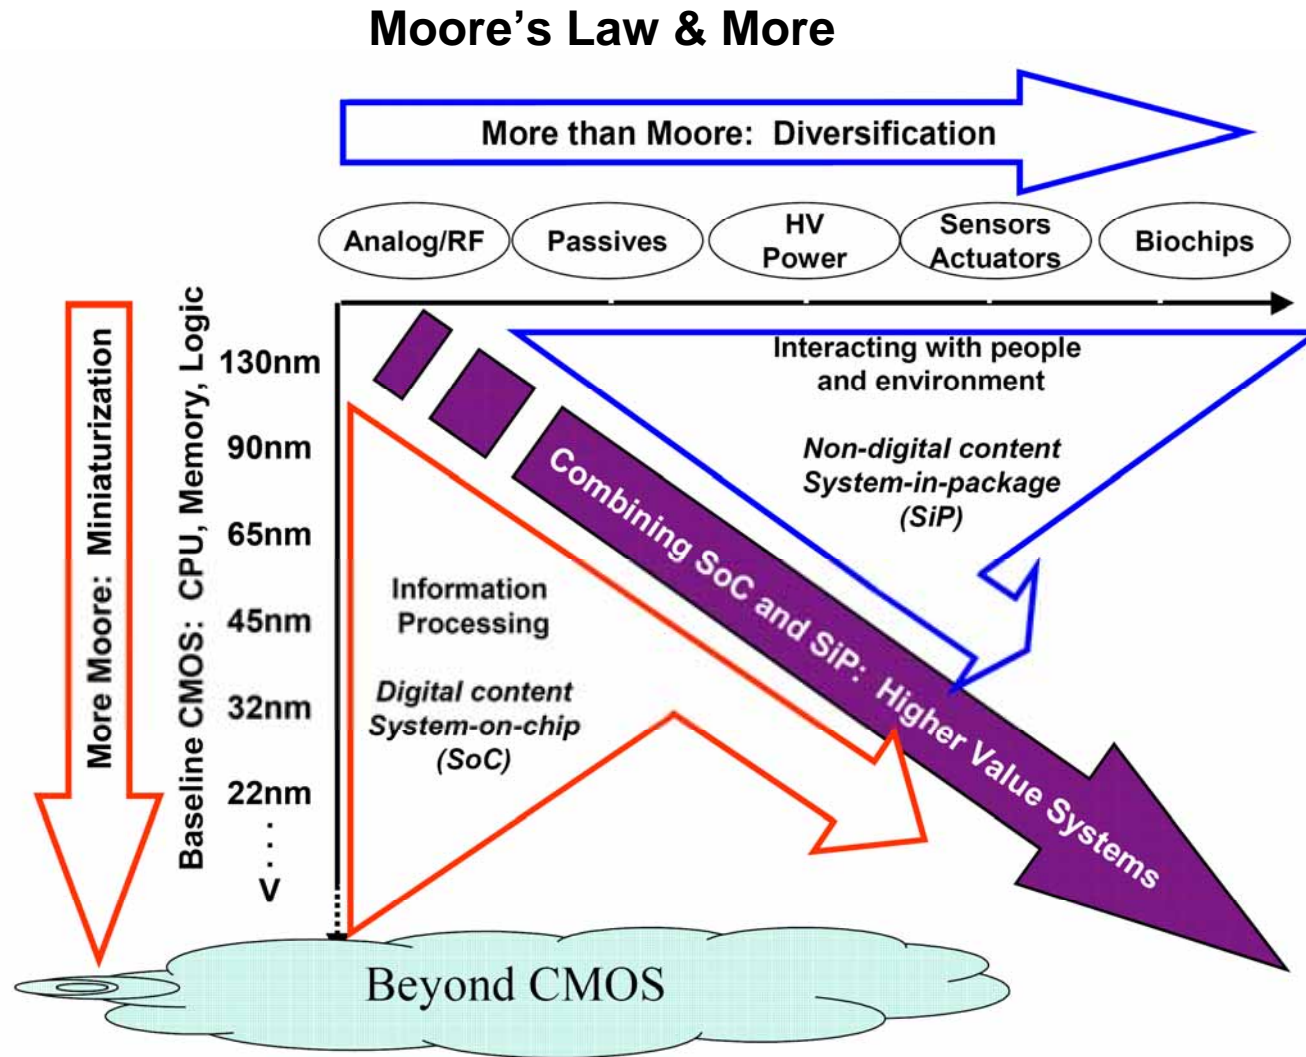 Moore’s Law & More
More than Moore: Diversification
Analog/RF
Passives
HV
Power
Sensors
Actuators
Biochips
More Moore: Miniaturization
Baseline CMOS: CPU, Memory, Logic
130nm
90nm
65nm
45nm
32nm
22nm
.
.
.
V
Interacting with people
and environment
Non-digital content
System-in-package
(SiP)
Combining SoC and SiP: Higher Value Systems
Information
Processing
Digital content
System-on-chip
(SoC)
Beyond CMOS